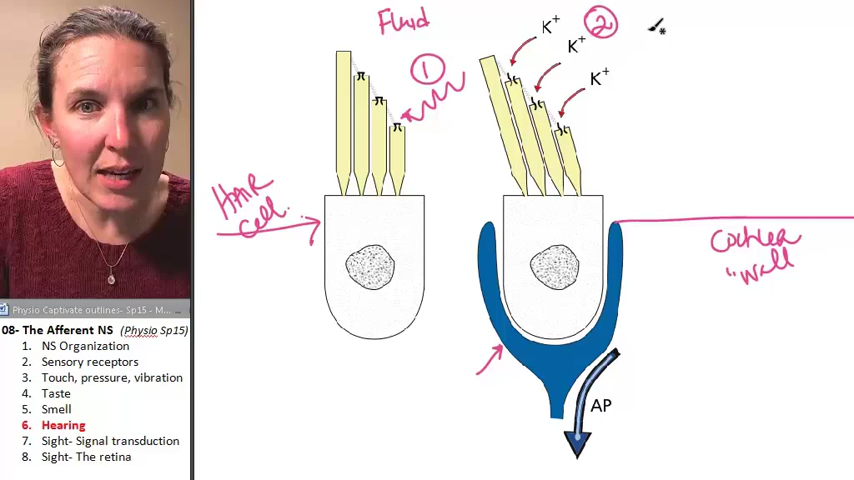 Fluid
1
2
K+
K+
K+
HAIR
Cell.
Cochlea
"wall
AP
Physio Captivate outlines- Sp15 - M...
08- The Afferent NS (Physio Sp15)
1. NS Organization
2. Sensory receptors
3. Touch, pressure, vibration
4. Taste
5. Smell
6. Hearing
7. Sight- Signal transduction
8. Sight- The retina